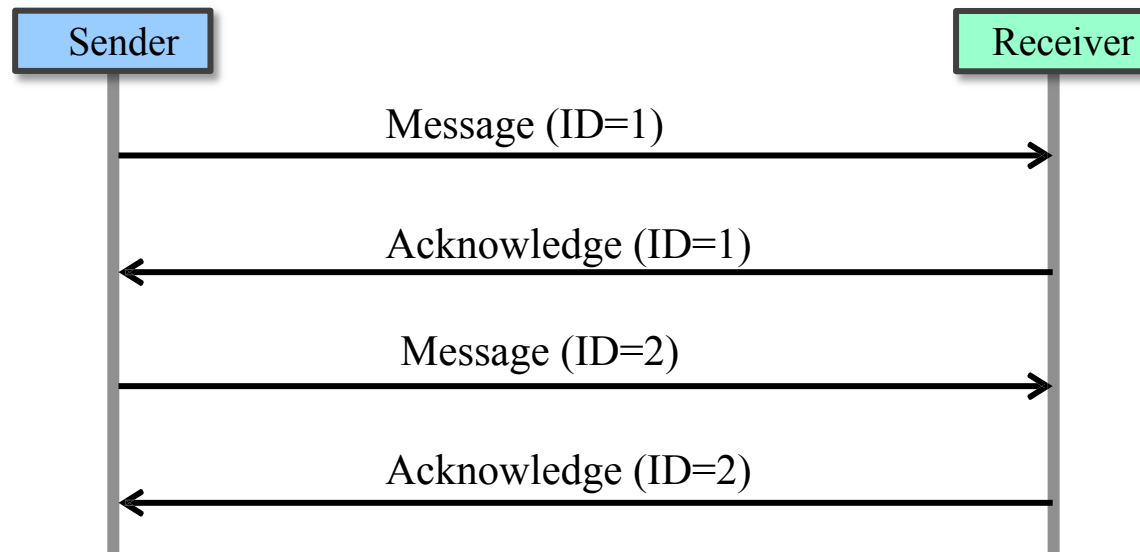 Sender
Receiver
Message (ID=1)
Acknowledge (ID=1)
Message (ID=2)
Acknowledge (ID=2)